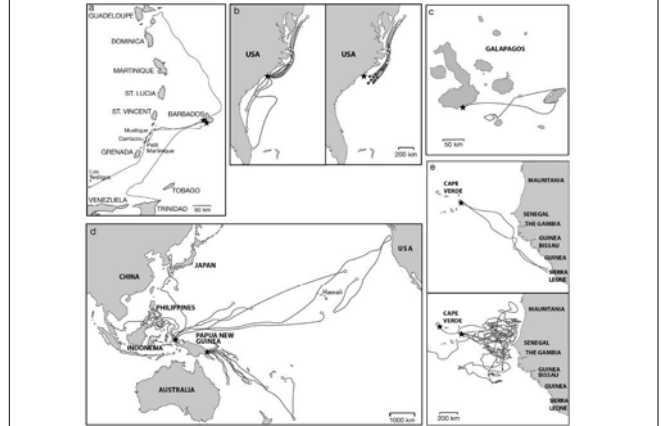 a
GUADELOUPE
DOMINICA
MARTINIQUE
ST. LUCIA
ST. VINCENT
BARBADOS
Mustique
Carriacou
Petit
Martinique
GRENADA
Los
Testigos
TOBAGO
VENEZUELA
TRINIDAD
60 km
b
USA
USA
200 km
c
GALAPAGOS
50 km
d
USA
JAPAN
CHINA
Hawaii
PHILIPPINES
PAPUA NEW
GUINEA
INDONESIA
AUSTRALIA
1000 km
e
MAURITANIA
CAPE
VERDE
SENEGAL
THE GAMBIA
GUINEA
BISSAU
GUINEA
SIERRA
LEONE
MAURITANIA
CAPE
VERDE
SENEGAL
THE GAMBIA
GUINEA
BISSAU
GUINEA
SIERRA
LEONE
200 km